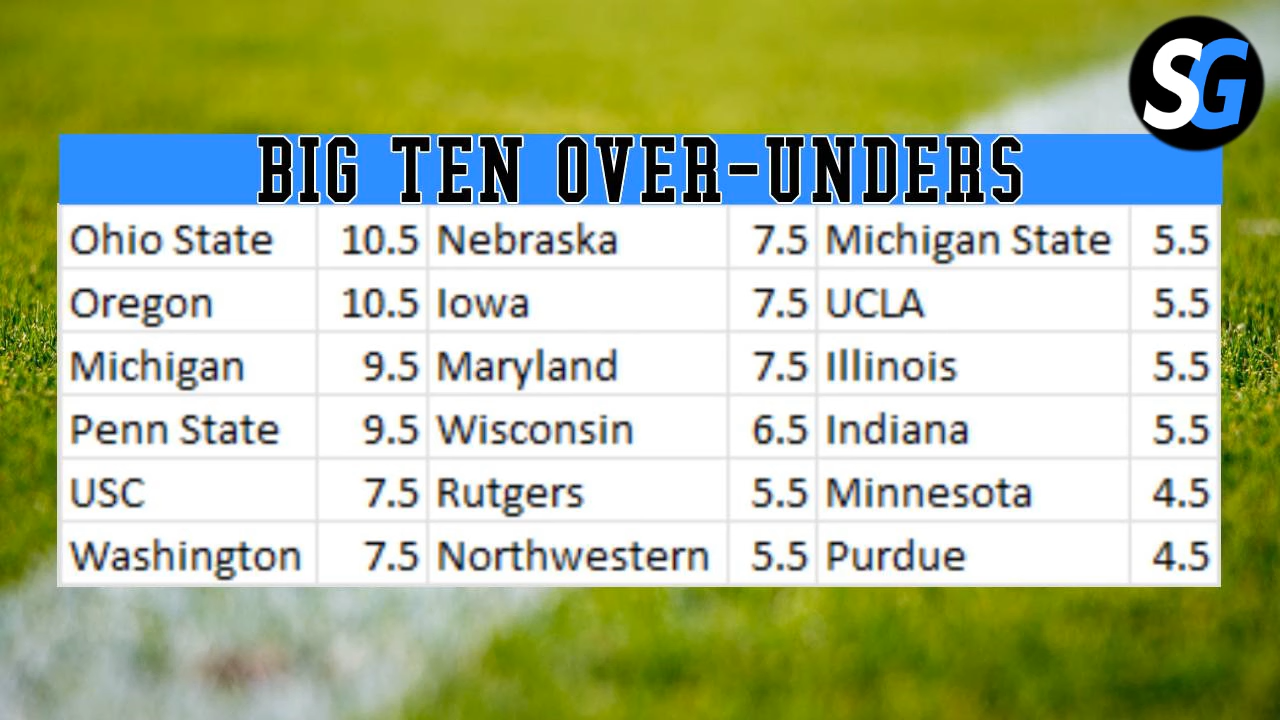 SG
BIG TEN OVER-UNDERS
Ohio State 10.5 Nebraska 7.5 Michigan State 5.5
Oregon 10.5 Iowa 7.5 UCLA 5.5
Michigan 9.5 Maryland 7.5 Illinois 5.5
Penn State 9.5 Wisconsin 6.5 Indiana 5.5
USC 7.5 Rutgers 5.5 Minnesota 4.5
Washington 7.5 Northwestern 5.5 Purdue 4.5